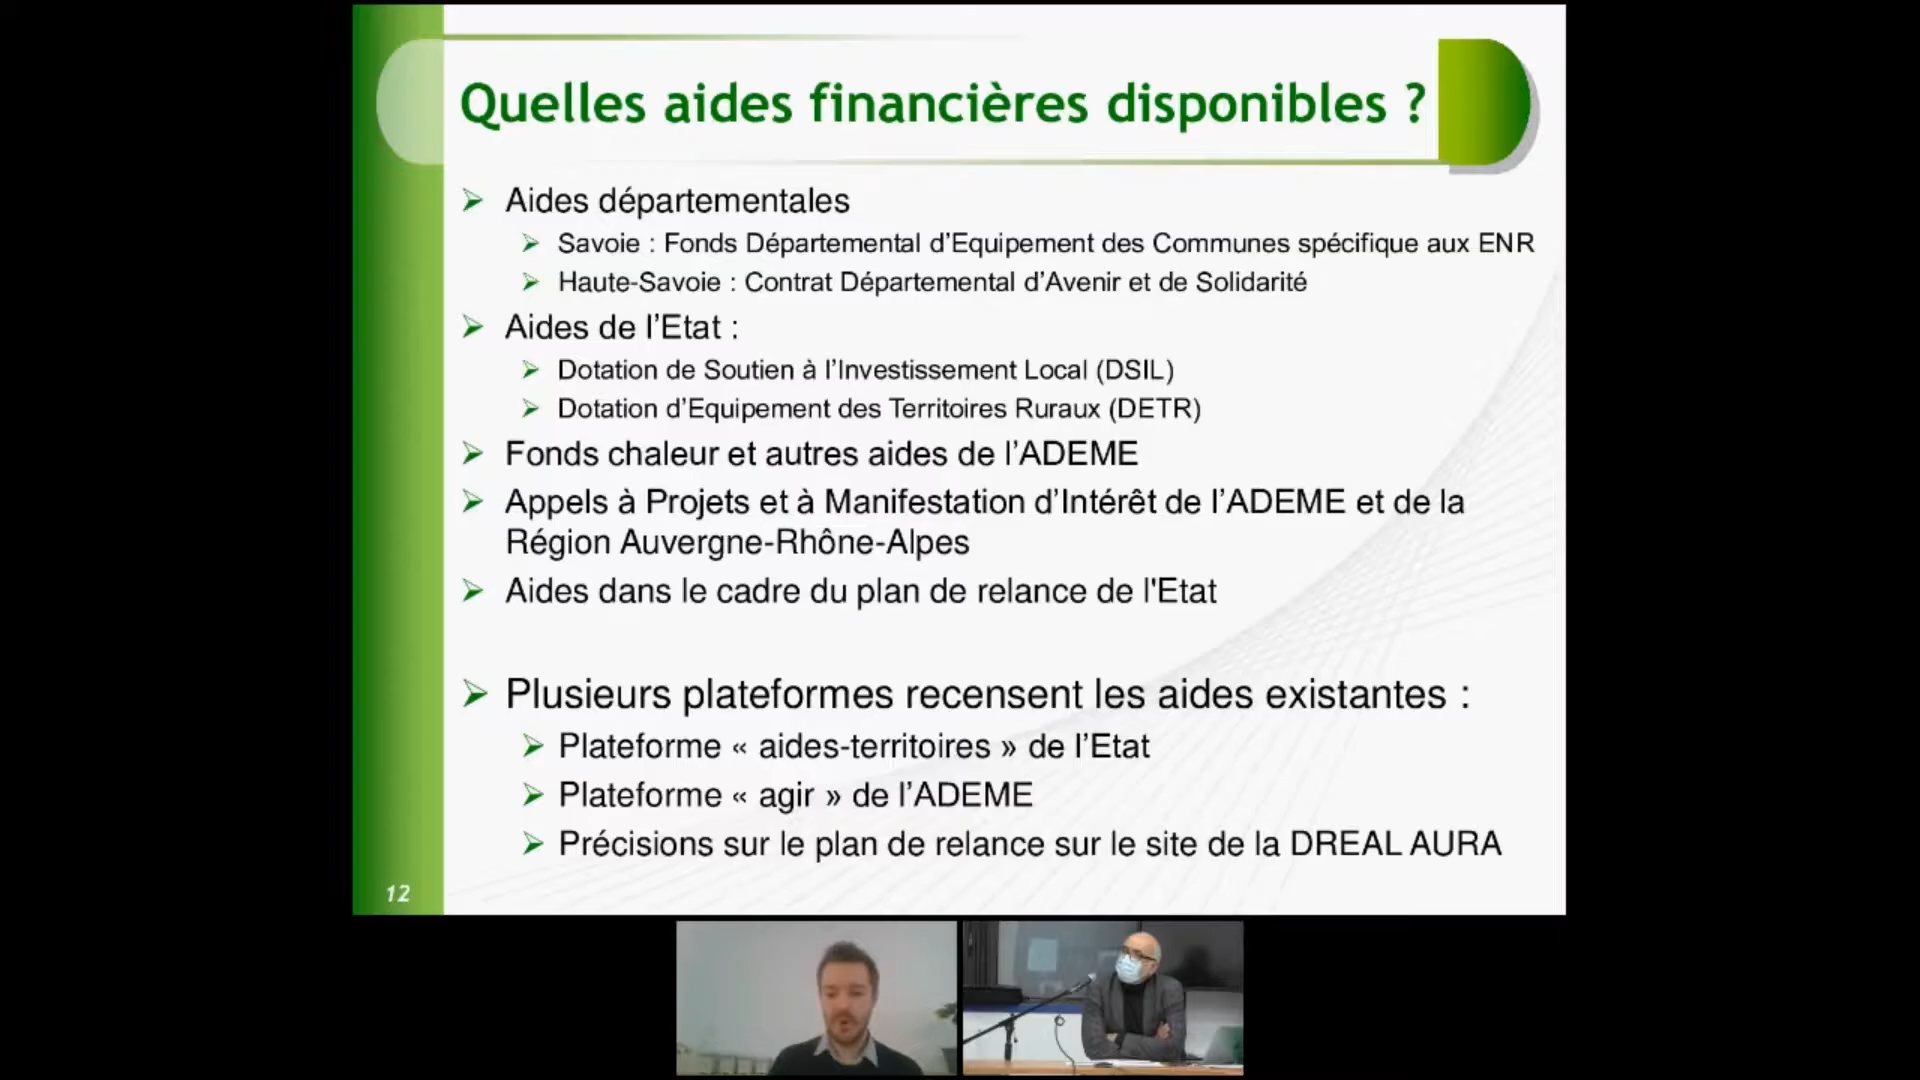 Quelles aides financières disponibles ?
Aides départementales
Savoie : Fonds Départemental d’Equipement des Communes spécifique aux ENR
Haute-Savoie : Contrat Départemental d’Avenir et de Solidarité
Aides de l’Etat :
Dotation de Soutien à l’Investissement Local (DSIL)
Dotation d’Equipement des Territoires Ruraux (DETR)
Fonds chaleur et autres aides de l’ADEME
Appels à Projets et à Manifestation d’Intérêt de l’ADEME et de la
Région Auvergne-Rhône-Alpes
Aides dans le cadre du plan de relance de l'Etat
Plusieurs plateformes recensent les aides existantes :
Plateforme « aides-territoires » de l’Etat
Plateforme « agir » de l’ADEME
Précisions sur le plan de relance sur le site de la DREAL AURA
12